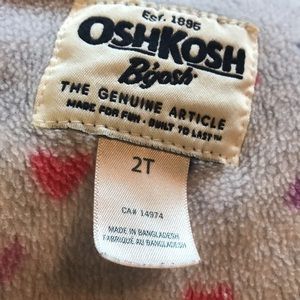 Est. 1895
OSHKOSH
B'gosh
THE GENUINE ARTICLE
MADE FOR FUN • BUILT TO LAST™
2T
CA# 14974
MADE IN BANGLADESH
FABRIQUÉ AU BANGLADESH